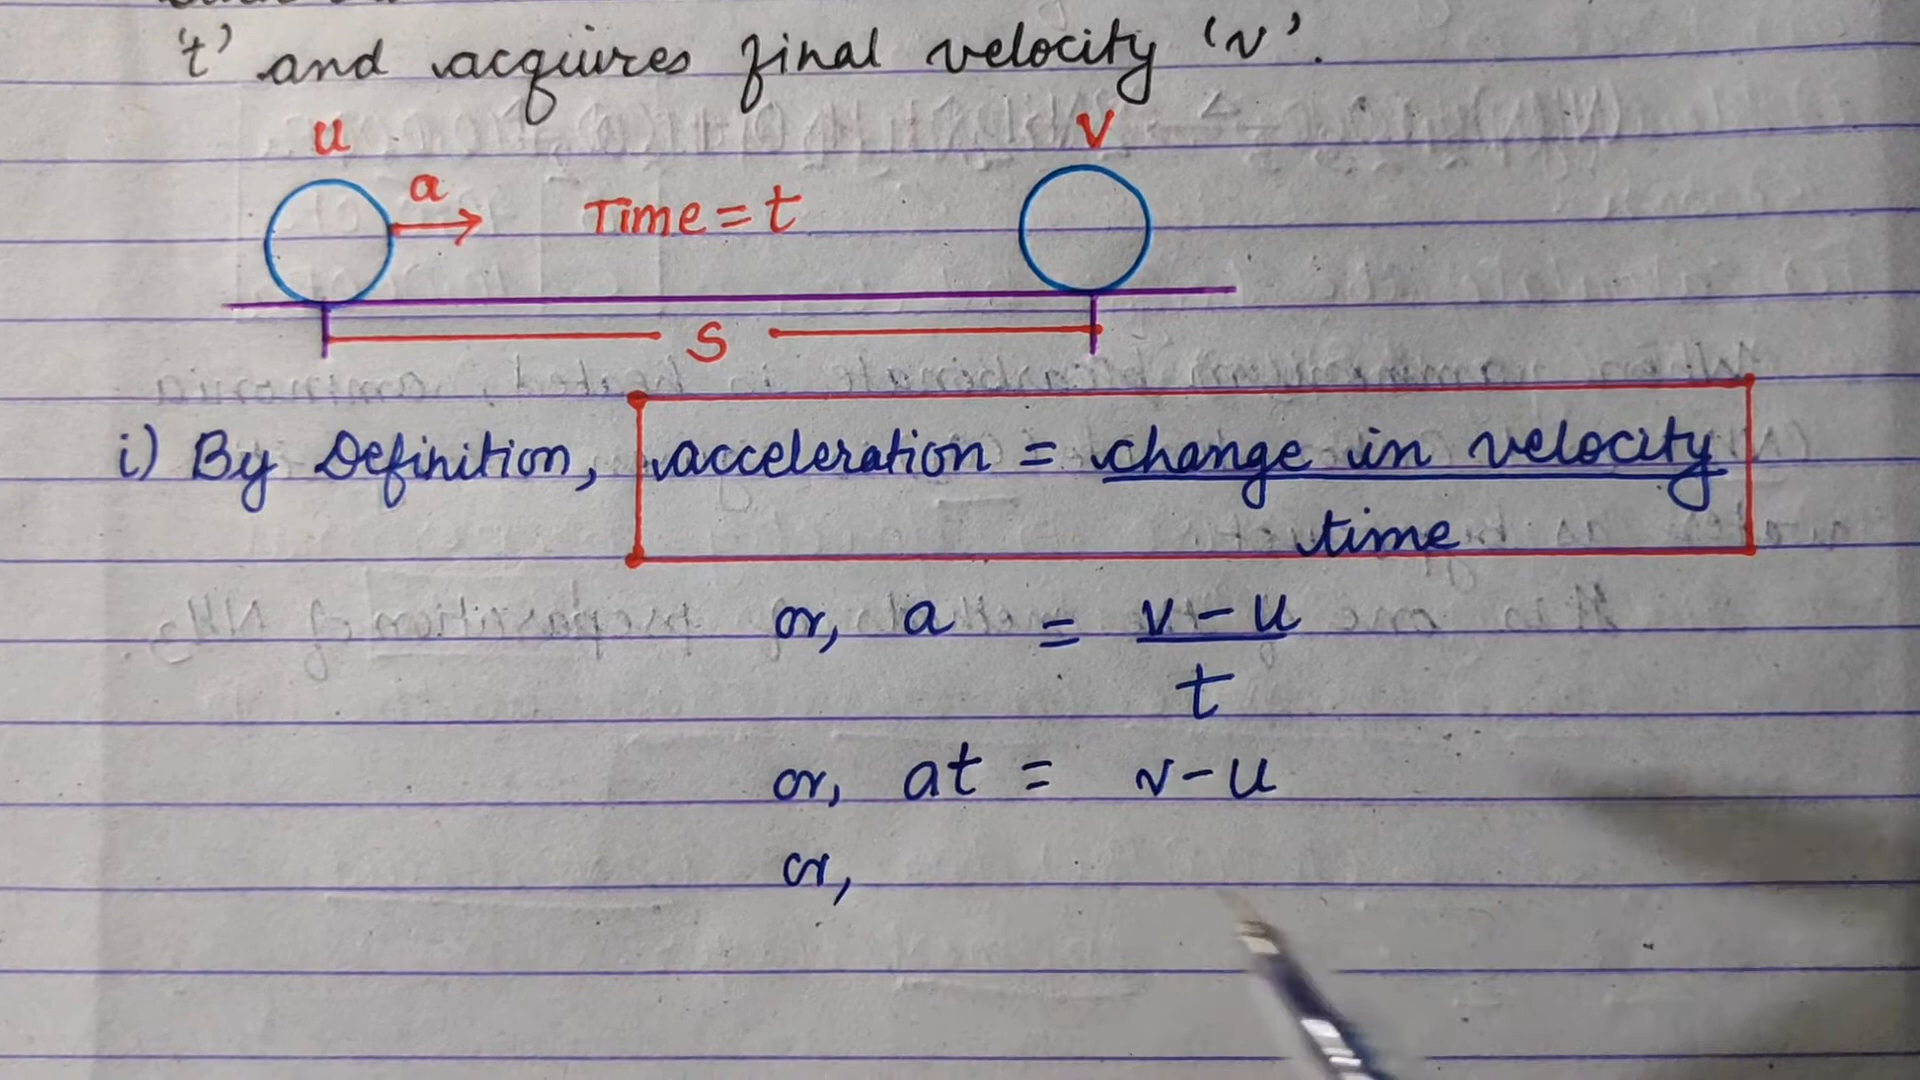 't' and acquires final velocity 'v'.
u
v
a
Time = t
S
i) By Definition, acceleration = change in velocity
time
or, a = v - u
t
or, at = v - u
or,